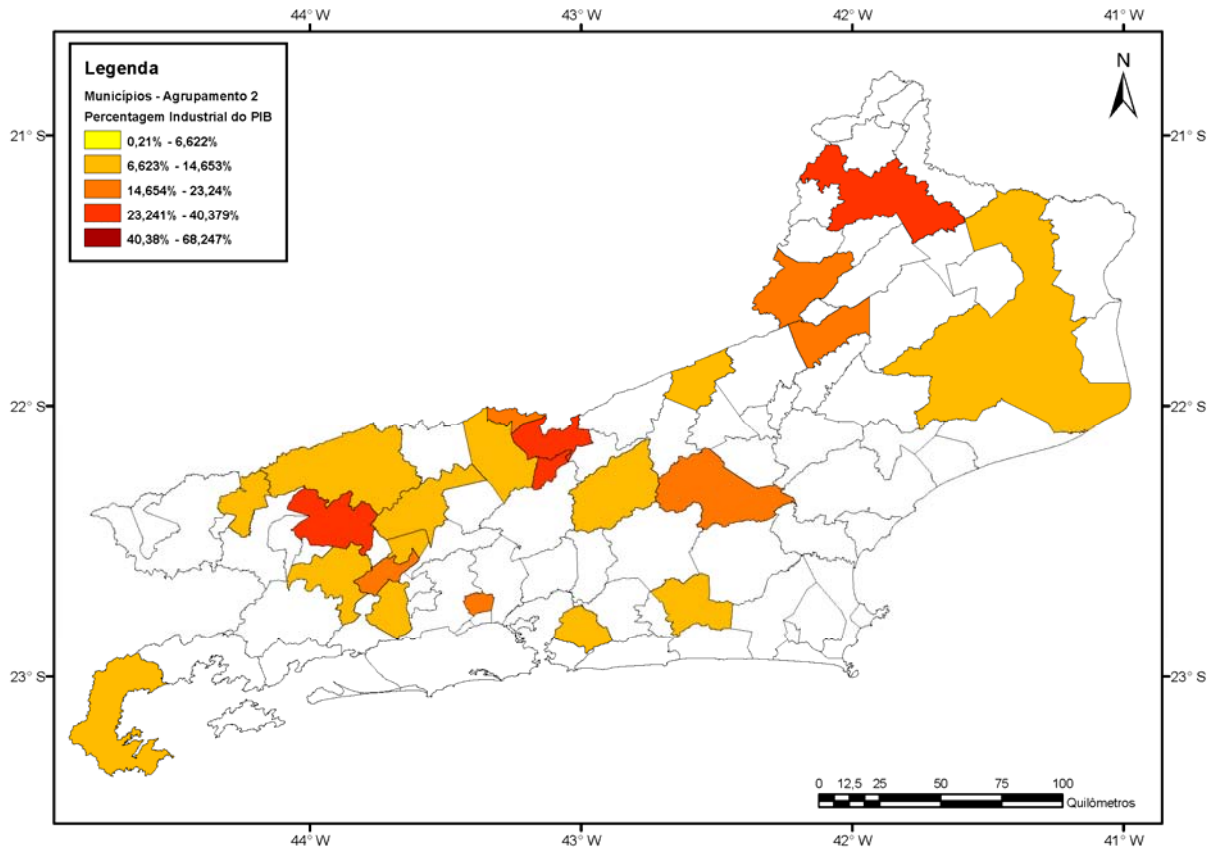 44° W 43° W 42° W 41° W
Legenda
Municípios - Agrupamento 2
Percentagem Industrial do PIB
0,21% - 6,622%
6,623% - 14,653%
14,654% - 23,24%
23,241% - 40,379%
40,38% - 68,247%
N
21° S 21° S
22° S 22° S
23° S 23° S
0 12,5 25 50 75 100
Quilômetros
44° W 43° W 42° W 41° W